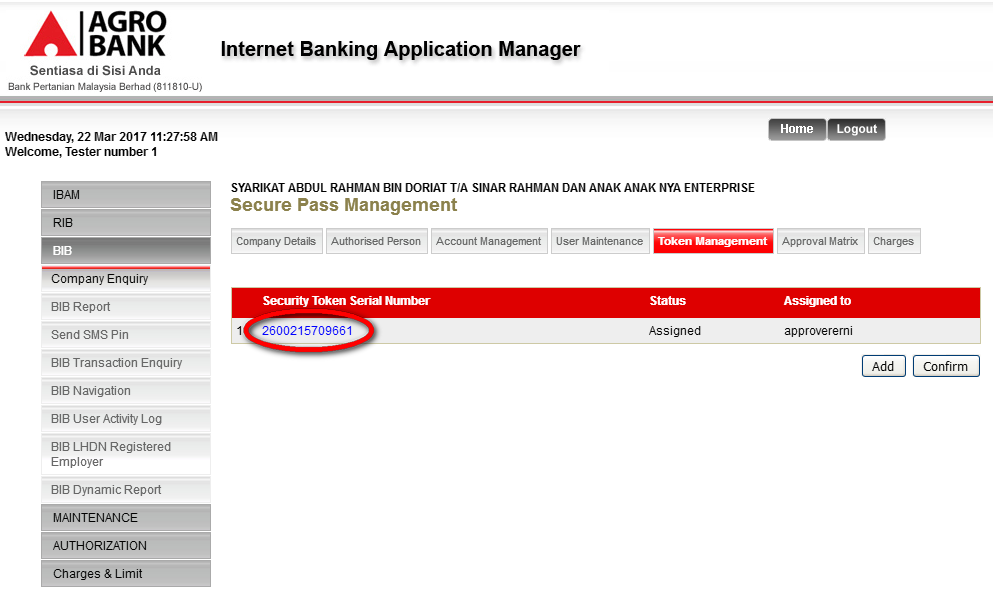 AGRO
BANK
Sentiasa di Sisi Anda
Bank Pertanian Malaysia Berhad (811810-U)
Internet Banking Application Manager
Wednesday, 22 Mar 2017 11:27:58 AM
Welcome, Tester number 1
Home Logout
IBAM
RIB
BIB
Company Enquiry
BIB Report
Send SMS Pin
BIB Transaction Enquiry
BIB Navigation
BIB User Activity Log
BIB LHDN Registered
Employer
BIB Dynamic Report
MAINTENANCE
AUTHORIZATION
Charges & Limit
SYARIKAT ABDUL RAHMAN BIN DORIAT T/A SINAR RAHMAN DAN ANAK ANAK NYA ENTERPRISE
Secure Pass Management
Company Details Authorised Person Account Management User Maintenance Token Management Approval Matrix Charges
Security Token Serial Number Status Assigned to
1 2600215709661 Assigned approvererni
Add Confirm